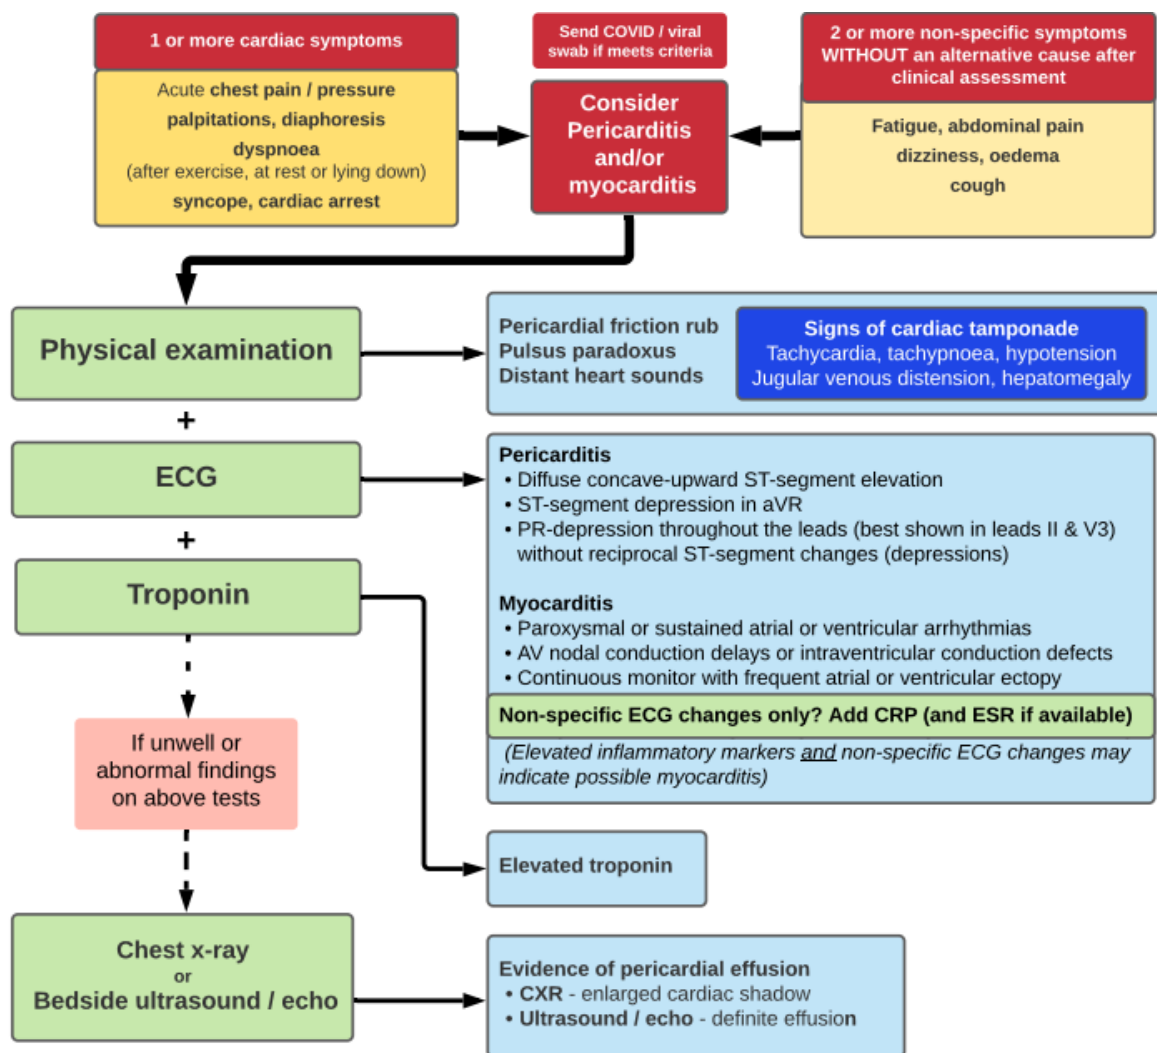 1 or more cardiac symptoms
Acute chest pain / pressure
palpitations, diaphoresis
dyspnoea
(after exercise, at rest or lying down)
syncope, cardiac arrest
Send COVID / viral
swab if meets criteria
Consider
Pericarditis
and/or
myocarditis
2 or more non-specific symptoms
WITHOUT an alternative cause after
clinical assessment
Fatigue, abdominal pain
dizziness, oedema
cough
Physical examination
Pericardial friction rub
Pulsus paradoxus
Distant heart sounds
Signs of cardiac tamponade
Tachycardia, tachypnoea, hypotension
Jugular venous distension, hepatomegaly
+
ECG
Pericarditis
• Diffuse concave-upward ST-segment elevation
• ST-segment depression in aVR
• PR-depression throughout the leads (best shown in leads II & V3)
without reciprocal ST-segment changes (depressions)
Myocarditis
• Paroxysmal or sustained atrial or ventricular arrhythmias
• AV nodal conduction delays or intraventricular conduction defects
• Continuous monitor with frequent atrial or ventricular ectopy
Non-specific ECG changes only? Add CRP (and ESR if available)
(Elevated inflammatory markers and non-specific ECG changes may
indicate possible myocarditis)
+
Troponin
Elevated troponin
If unwell or
abnormal findings
on above tests
Chest x-ray
or
Bedside ultrasound / echo
Evidence of pericardial effusion
• CXR - enlarged cardiac shadow
• Ultrasound / echo - definite effusion